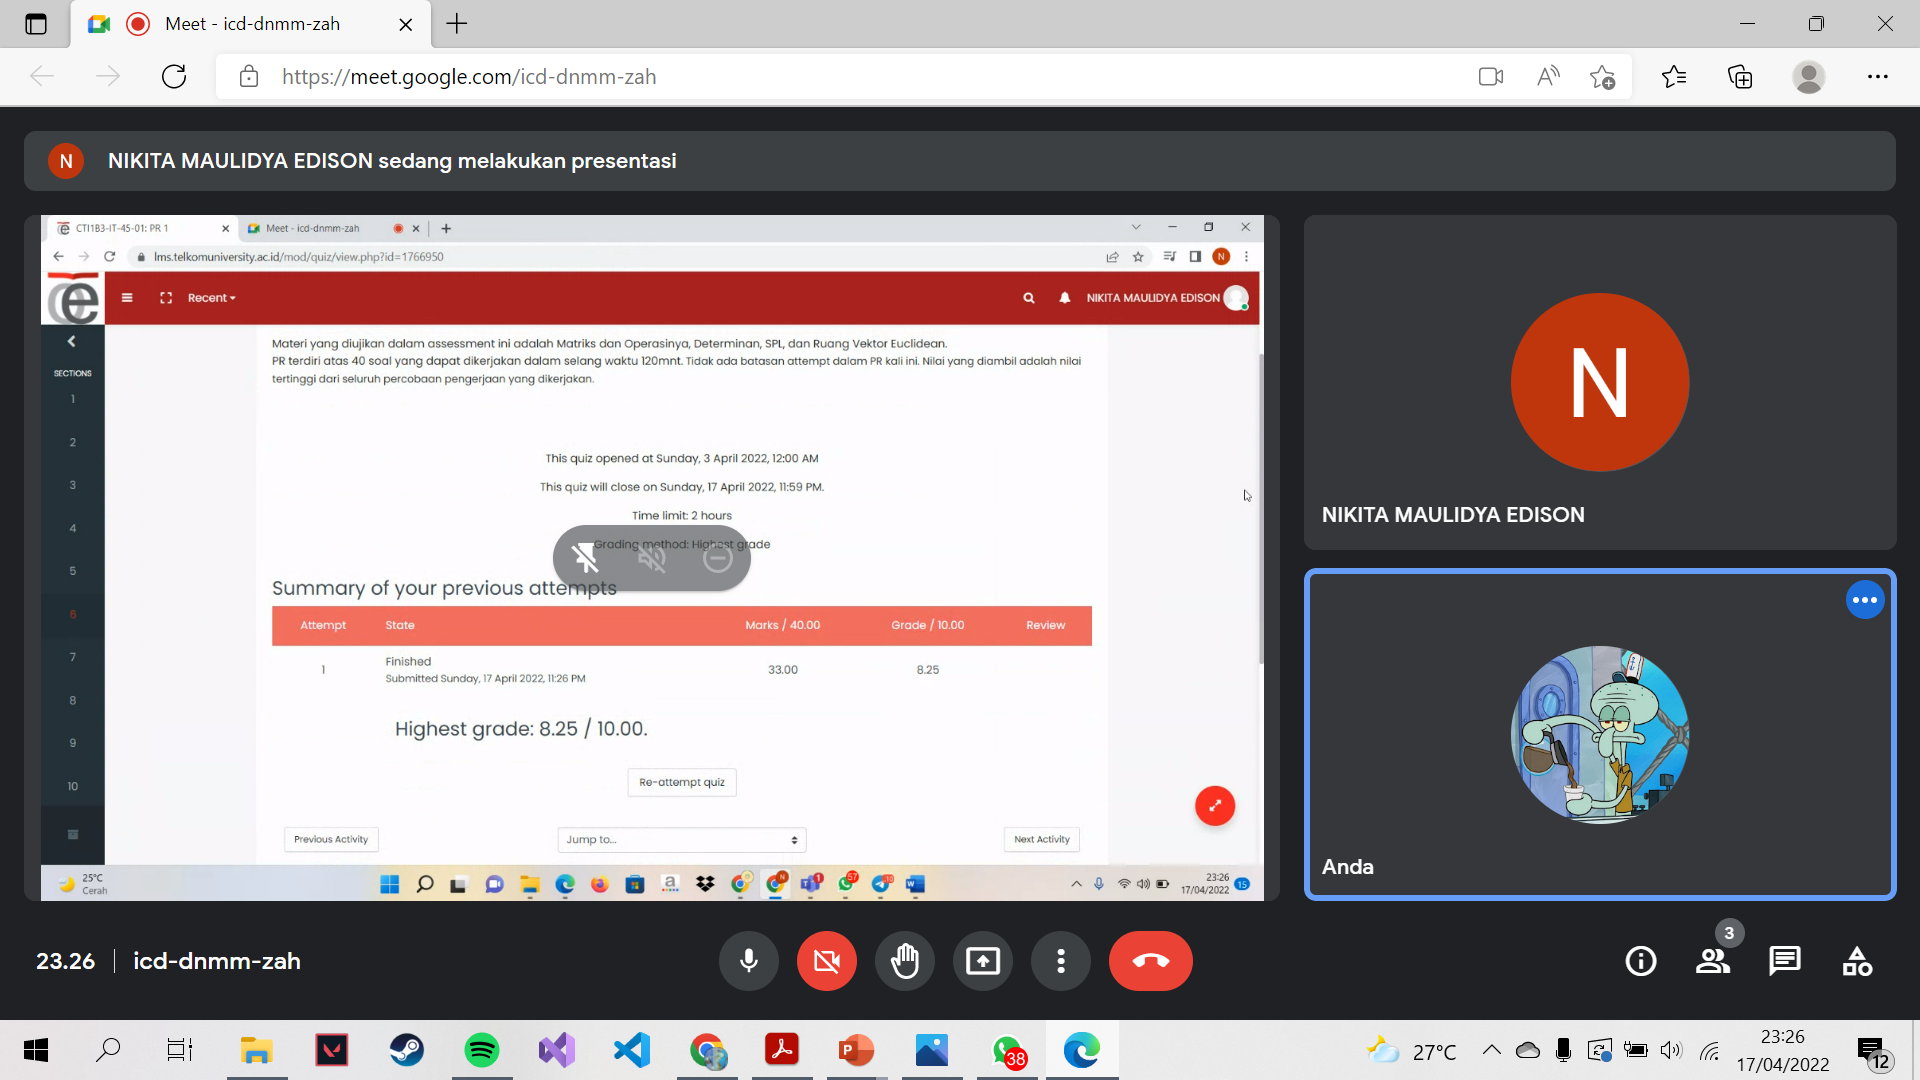 Meet - icd-dnmm-zah
https://meet.google.com/icd-dnmm-zah
N NIKITA MAULIDYA EDISON sedang melakukan presentasi
CTI1B3-IT-45-01: PR 1
Meet - icd-dnmm-zah
lms.telkomuniversity.ac.id/mod/quiz/view.php?id=1766950
N
Recent
NIKITA MAULIDYA EDISON
SECTIONS
1
2
3
4
5
6
7
8
9
10
Materi yang diujikan dalam assessment ini adalah Matriks dan Operasinya, Determinan, SPL, dan Ruang Vektor Euclidean.
PR terdiri atas 40 soal yang dapat dikerjakan dalam selang waktu 120mnt. Tidak ada batasan attempt dalam PR kali ini. Nilai yang diambil adalah nilai
tertinggi dari seluruh percobaan pengerjaan yang dikerjakan.
This quiz opened at Sunday, 3 April 2022, 12:00 AM
This quiz will close on Sunday, 17 April 2022, 11:59 PM.
Time limit: 2 hours
Grading method: Highest grade
Summary of your previous attempts
Attempt State Marks / 40.00 Grade / 10.00 Review
1 Finished 33.00 8.25
Submitted Sunday, 17 April 2022, 11:26 PM
Highest grade: 8.25 / 10.00.
Re-attempt quiz
Previous Activity
Jump to...
Next Activity
25°C
Cerah
23:26
17/04/2022
15
N
NIKITA MAULIDYA EDISON
Anda
23.26 icd-dnmm-zah
3
38
27°C
23:26
17/04/2022
12